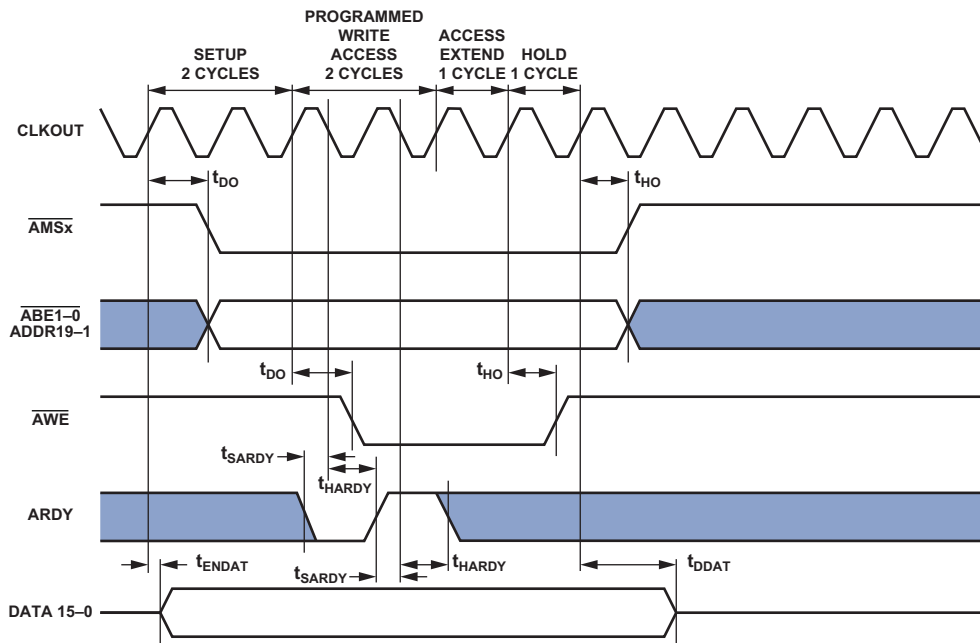 SETUP
2 CYCLES
PROGRAMMED
WRITE
ACCESS
2 CYCLES
ACCESS
EXTEND
1 CYCLE
HOLD
1 CYCLE
CLKOUT
tDO
tHO
AMSx
ABE1–0
ADDR19–1
tDO
tHO
AWE
tSARDY
tHARDY
ARDY
tENDAT
tSARDY
tHARDY
tDDAT
DATA 15–0